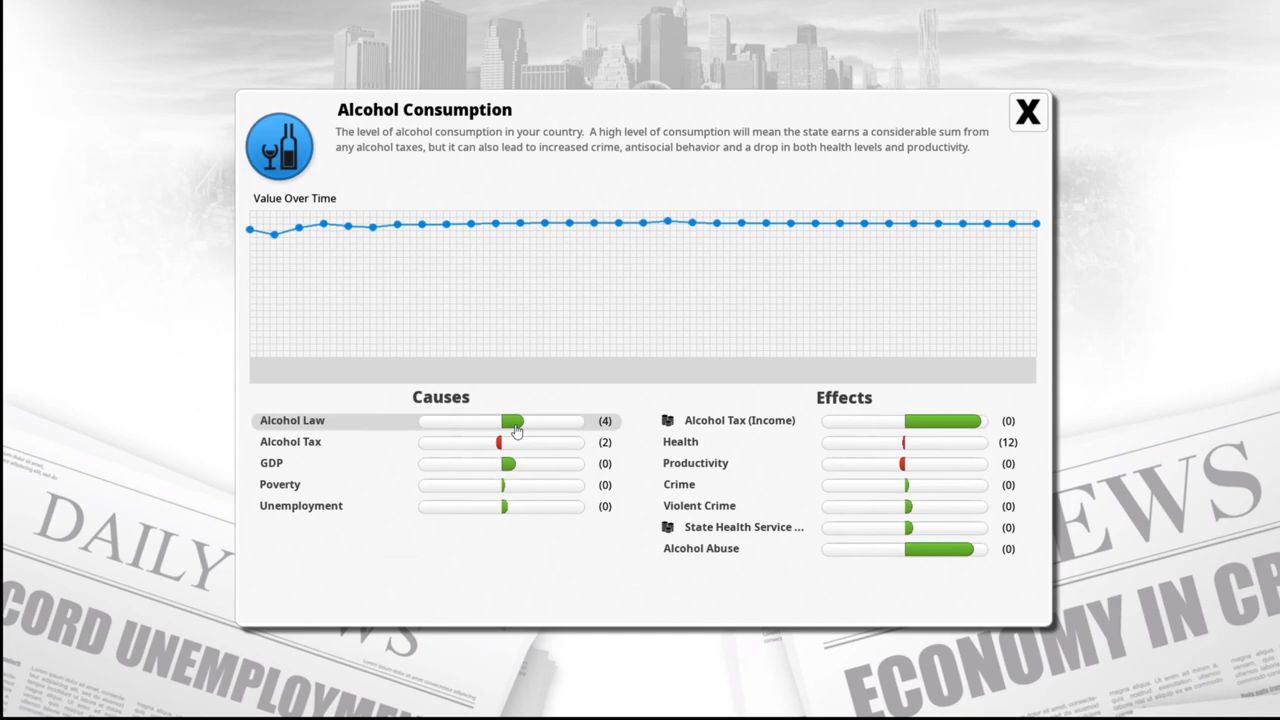 Alcohol Consumption
X
The level of alcohol consumption in your country. A high level of consumption will mean the state earns a considerable sum from
any alcohol taxes, but it can also lead to increased crime, antisocial behavior and a drop in both health levels and productivity.
Value Over Time
Causes
Alcohol Law (4)
Alcohol Tax (2)
GDP (0)
Poverty (0)
Unemployment (0)
Effects
Alcohol Tax (Income) (0)
Health (12)
Productivity (0)
Crime (0)
Violent Crime (0)
State Health Service ... (0)
Alcohol Abuse (0)
DAILY
NEWS
CORD UNEMPLOYM
ECONOMY IN CR